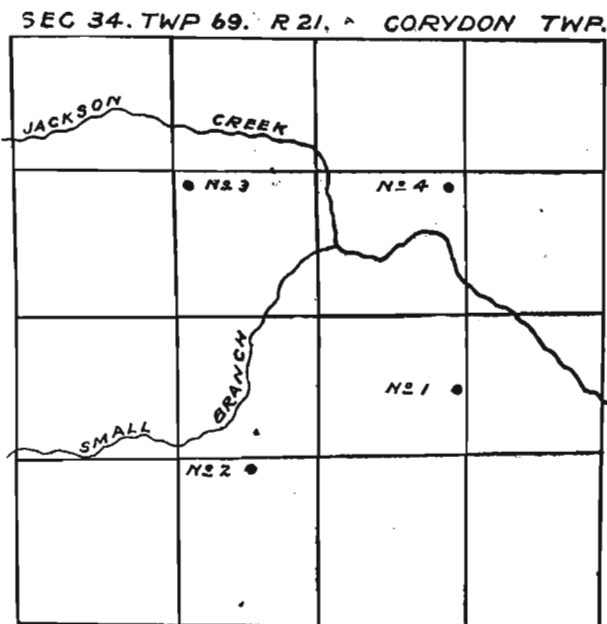 SEC 34. TWP 69. R 21, CORYDON TWP.
JACKSON CREEK
No 3
No 4
BRANCH
No 1
SMALL
No 2